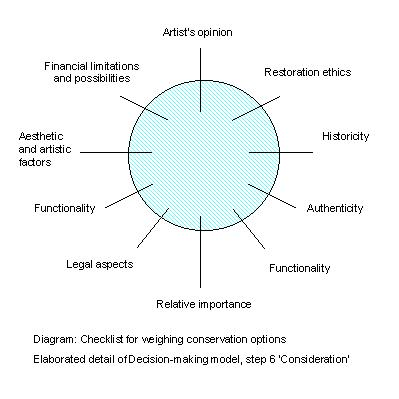 Artist's opinion
Financial limitations
and possibilities
Restoration ethics
Aesthetic
and artistic
factors
Historicity
Functionality
Authenticity
Legal aspects
Functionality
Relative importance
Diagram: Checklist for weighing conservation options
Elaborated detail of Decision-making model, step 6 'Consideration'